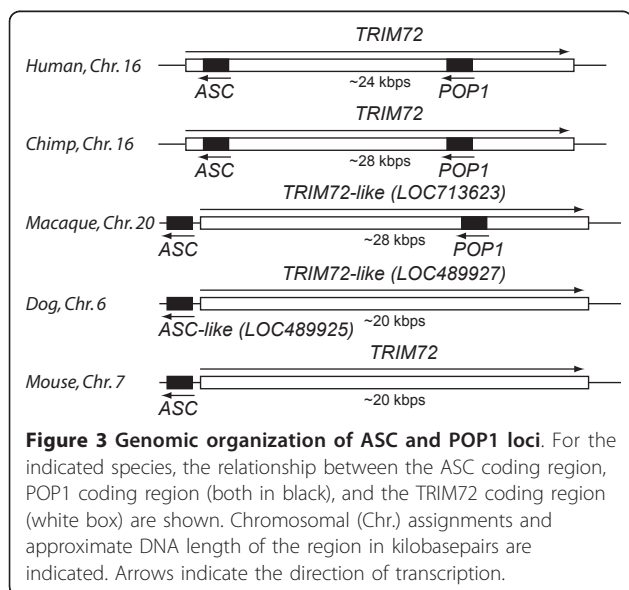 TRIM72
Human, Chr. 16
ASC
~24 kbps
POP1
TRIM72
Chimp, Chr. 16
ASC
~28 kbps
POP1
TRIM72-like (LOC713623)
Macaque, Chr. 20
ASC
~28 kbps
POP1
TRIM72-like (LOC489927)
Dog, Chr. 6
ASC-like (LOC489925)
~20 kbps
TRIM72
Mouse, Chr. 7
ASC
~20 kbps
Figure 3 Genomic organization of ASC and POP1 loci. For the
indicated species, the relationship between the ASC coding region,
POP1 coding region (both in black), and the TRIM72 coding region
(white box) are shown. Chromosomal (Chr.) assignments and
approximate DNA length of the region in kilobasepairs are
indicated. Arrows indicate the direction of transcription.